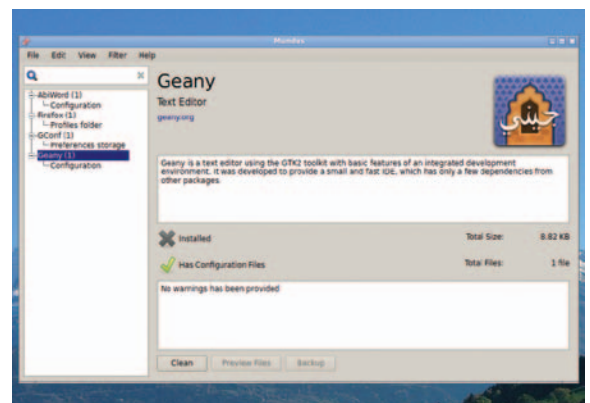 Mundus
File Edit View Filter Help
AbiWord (1)
Configuration
Firefox (1)
Profiles folder
GConf (1)
Preferences storage
Geany (1)
Configuration
Geany
Text Editor
geany.org
جيني
Geany is a text editor using the GTK2 toolkit with basic features of an integrated development
environment. It was developed to provide a small and fast IDE, which has only a few dependencies from
other packages.
Installed
Total Size: 8.82 KB
Has Configuration Files
Total Files: 1 file
No warnings has been provided
Clean Preview Files Backup